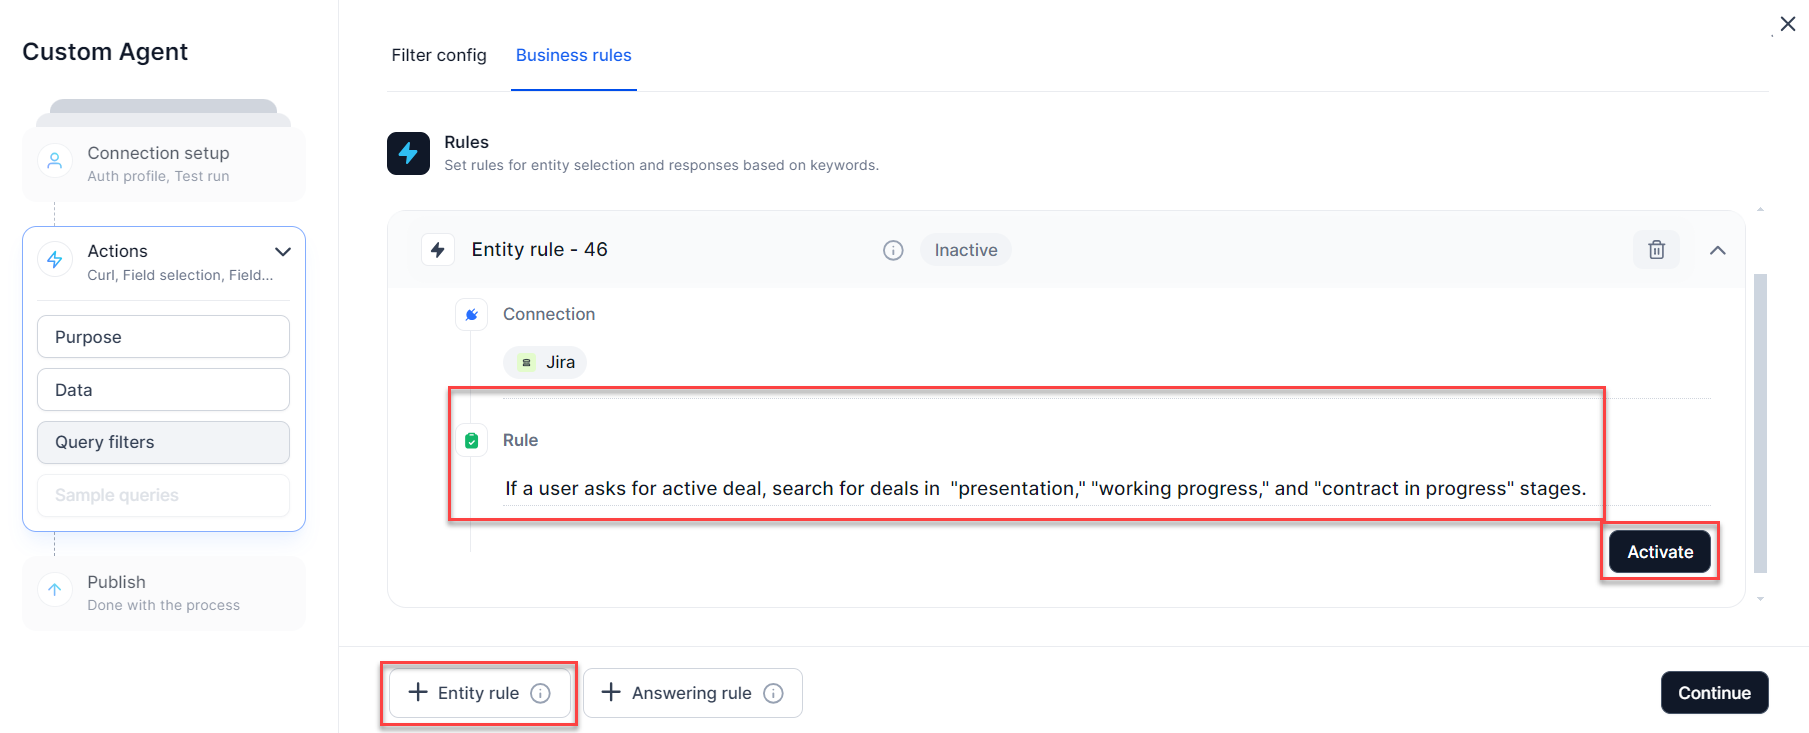 Custom Agent
Connection setup
Auth profile, Test run
Actions
Curl, Field selection, Field...
Purpose
Data
Query filters
Sample queries
Publish
Done with the process
Filter config
Business rules
Rules
Set rules for entity selection and responses based on keywords.
Entity rule - 46
Inactive
Connection
Jira
Rule
If a user asks for active deal, search for deals in  "presentation," "working progress," and "contract in progress" stages.
Activate
Entity rule
Answering rule
Continue